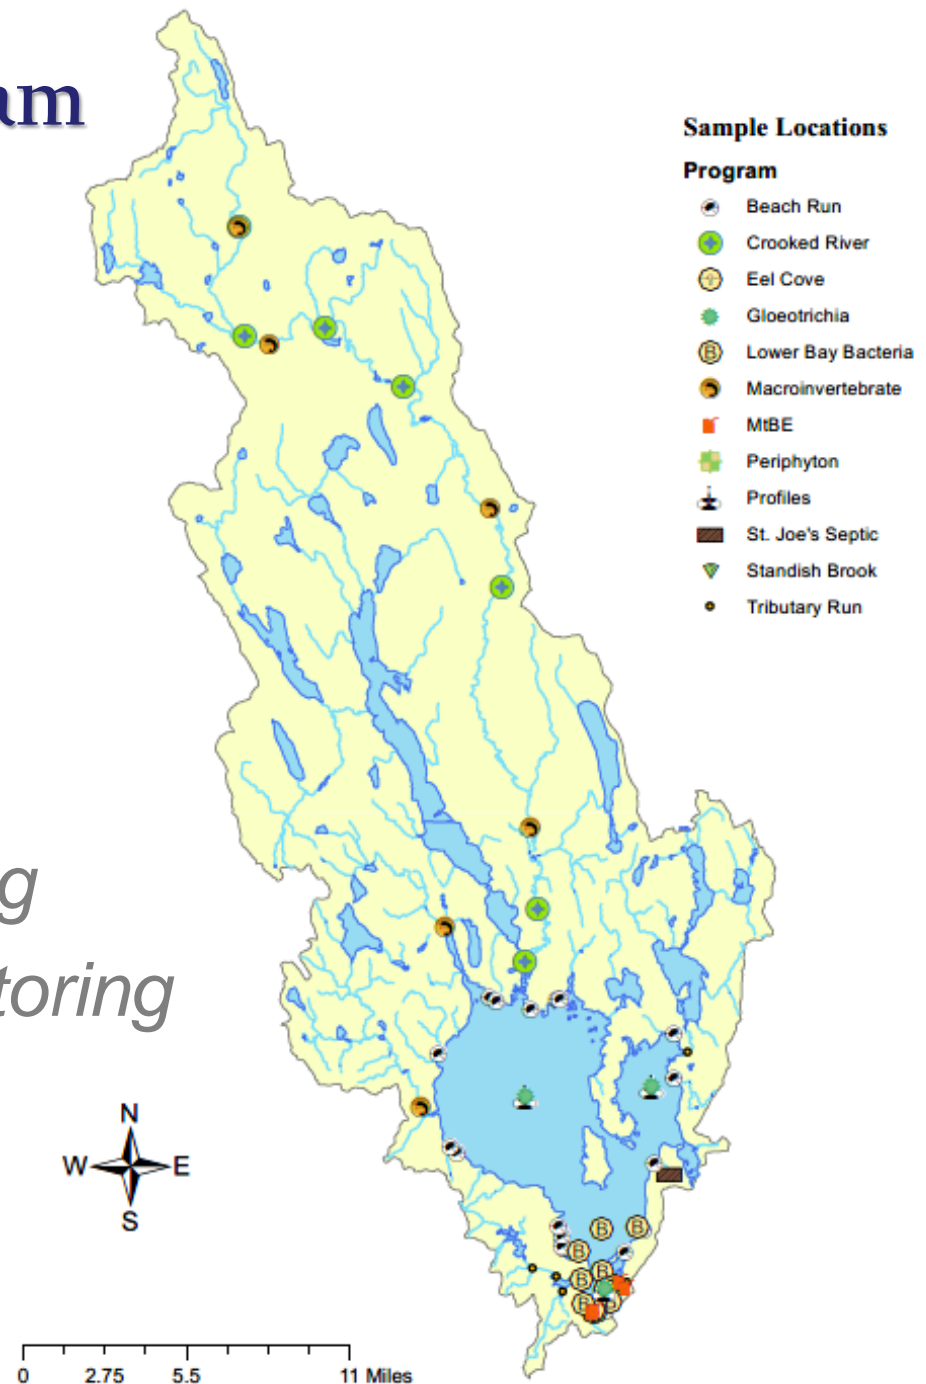 am
Sample Locations
Program
Beach Run
Crooked River
Eel Cove
Gloeotrichia
Lower Bay Bacteria
Macroinvertebrate
MtBE
Periphyton
Profiles
St. Joe's Septic
Standish Brook
Tributary Run
g
toring
N
W E
S
B B
B
B B
B
0 2.75 5.5 11 Miles